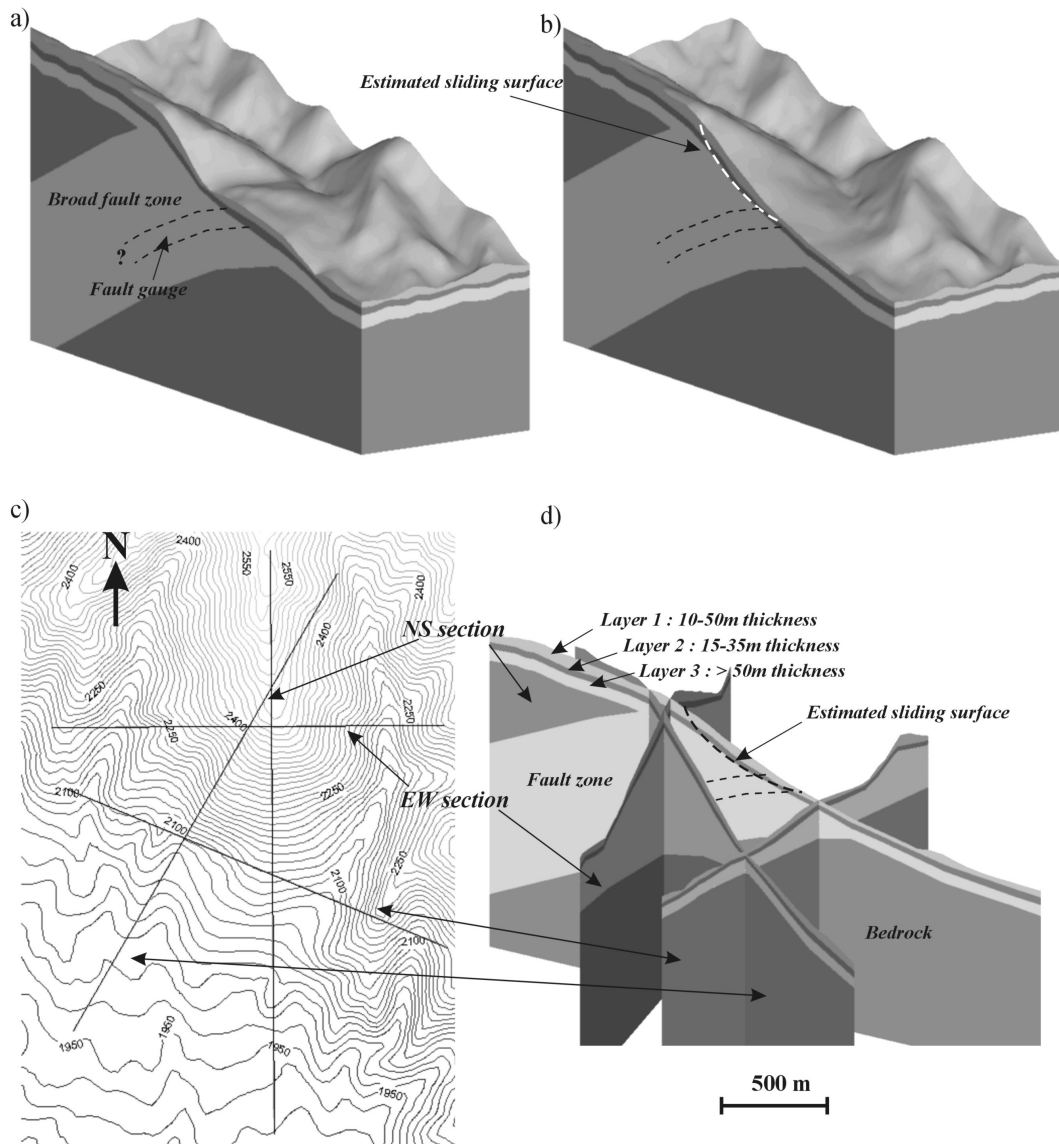 a)
b)
Estimated sliding surface
Broad fault zone
?
Fault gauge
c)
d)
N
2400
2550
2550
2400
2400
2400
NS section
2250
2400
2250
2250
2250
EW section
2100
2100
2250
2100
2100
1950
1950
1950
1950
Layer 1 : 10-50m thickness
Layer 2 : 15-35m thickness
Layer 3 : > 50m thickness
Estimated sliding surface
Fault zone
Bedrock
500 m